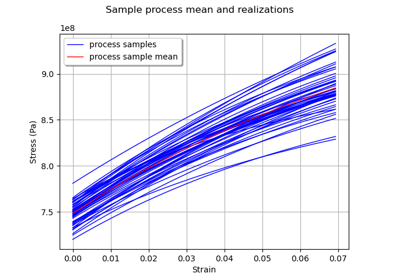 Sample process mean and realizations
1e8
process samples
process sample mean
9.0
8.5
8.0
7.5
Stress (Pa)
0.00 0.01 0.02 0.03 0.04 0.05 0.06 0.07
Strain